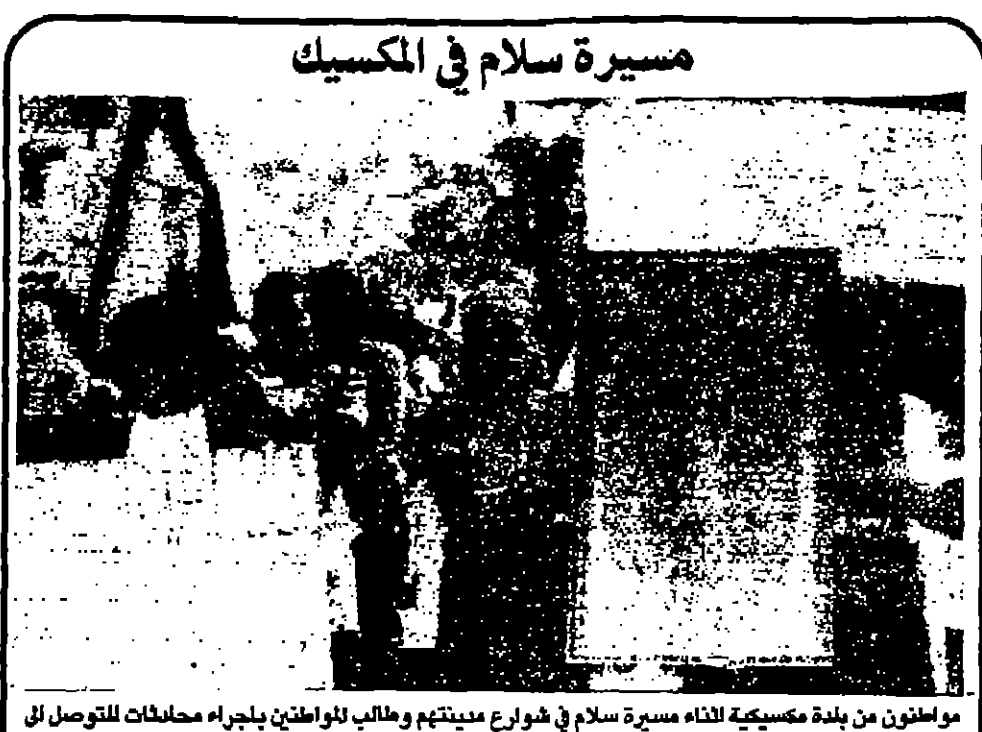 مسيرة سلام في المكسيك
مواطنون من بلدة مكسيكية اثناء مسيرة سلام في شوارع مدينتهم وطالب المواطنين باجراء محادثات للتوصل الى